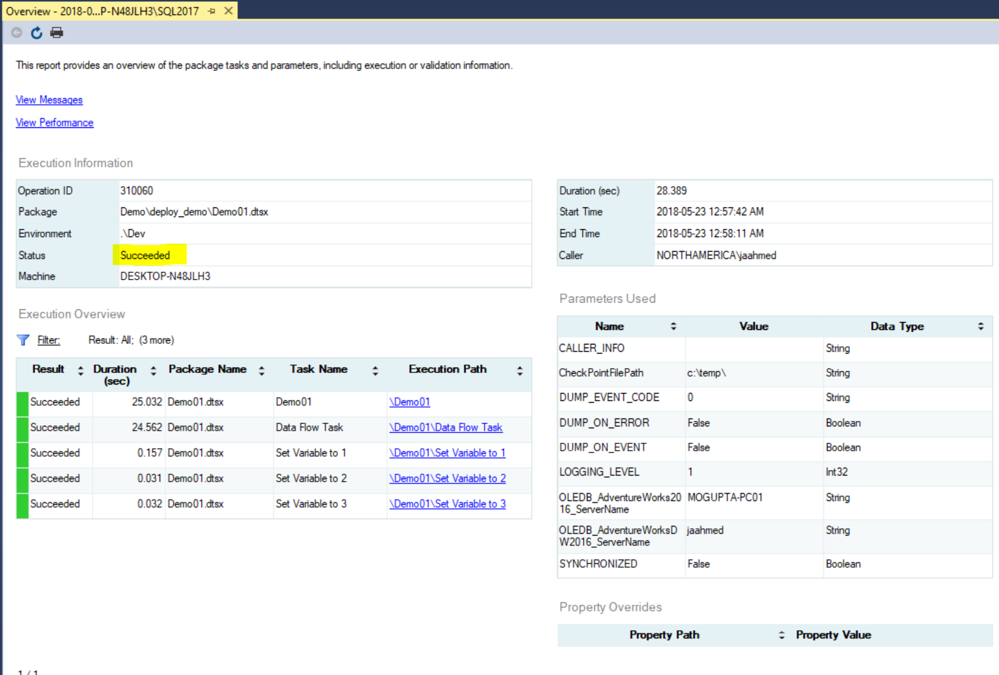 Overview - 2018-0...P-N48JLH3\SQL2017
This report provides an overview of the package tasks and parameters, including execution or validation information.
View Messages
View Performance
Execution Information
Operation ID 310060
Package Demo\deploy_demo\Demo01.dtsx
Environment .\Dev
Status Succeeded
Machine DESKTOP-N48JLH3
Duration (sec) 28.389
Start Time 2018-05-23 12:57:42 AM
End Time 2018-05-23 12:58:11 AM
Caller NORTHAMERICA\jaahmed
Execution Overview
Filter: Result: All; (3 more)
Result Duration (sec) Package Name Task Name Execution Path
Succeeded 25.032 Demo01.dtsx Demo01 \Demo01
Succeeded 24.562 Demo01.dtsx Data Flow Task \Demo01\Data Flow Task
Succeeded 0.157 Demo01.dtsx Set Variable to 1 \Demo01\Set Variable to 1
Succeeded 0.031 Demo01.dtsx Set Variable to 2 \Demo01\Set Variable to 2
Succeeded 0.032 Demo01.dtsx Set Variable to 3 \Demo01\Set Variable to 3
Parameters Used
Name Value Data Type
CALLER_INFO String
CheckPointFilePath c:\temp\ String
DUMP_EVENT_CODE 0 String
DUMP_ON_ERROR False Boolean
DUMP_ON_EVENT False Boolean
LOGGING_LEVEL 1 Int32
OLEDB_AdventureWorks20 MOGUPTA-PC01 String
16_ServerName
OLEDB_AdventureWorksD jaahmed String
W2016_ServerName
SYNCHRONIZED False Boolean
Property Overrides
Property Path Property Value
1 / 1